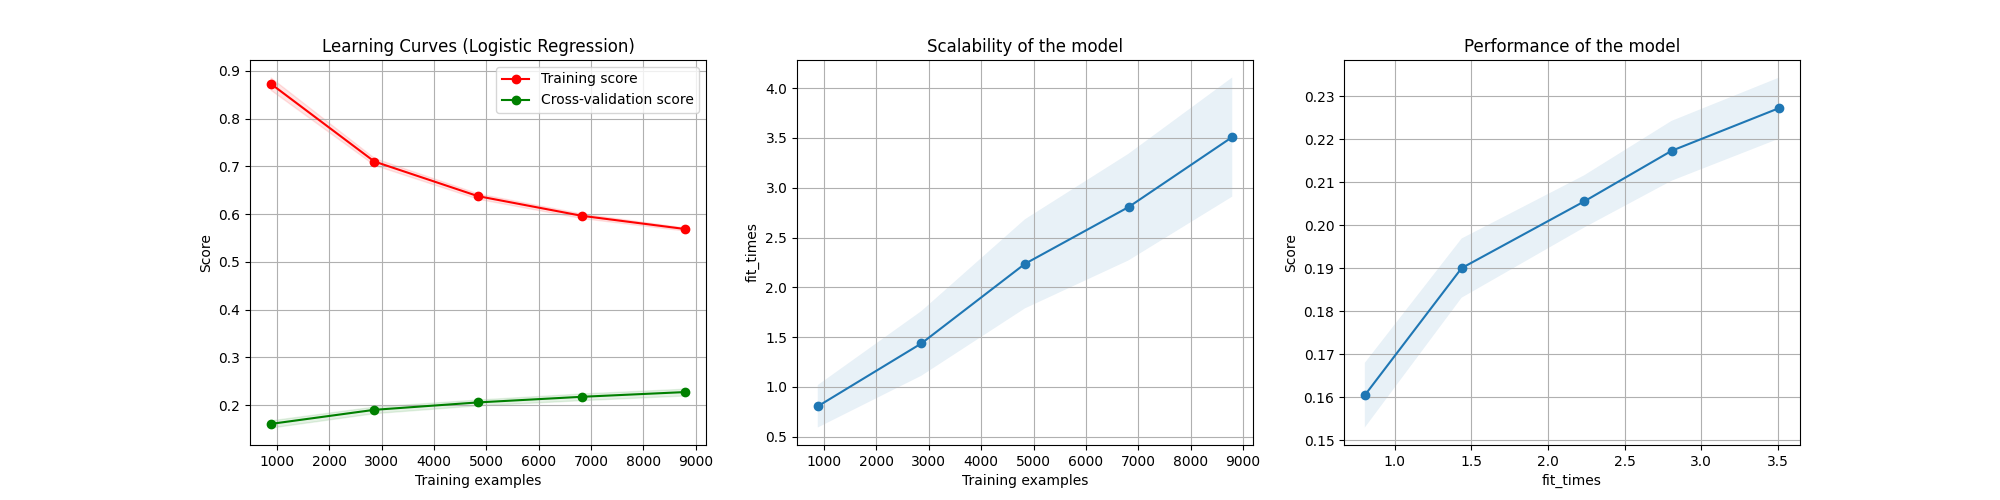 Learning Curves (Logistic Regression)
Training score
Cross-validation score
0.9
0.8
0.7
0.6
0.5
0.4
0.3
0.2
Score
1000 2000 3000 4000 5000 6000 7000 8000 9000
Training examples
Scalability of the model
4.0
3.5
3.0
2.5
2.0
1.5
1.0
0.5
fit_times
1000 2000 3000 4000 5000 6000 7000 8000 9000
Training examples
Performance of the model
0.23
0.22
0.21
0.20
0.19
0.18
0.17
0.16
0.15
Score
1.0 1.5 2.0 2.5 3.0 3.5
fit_times